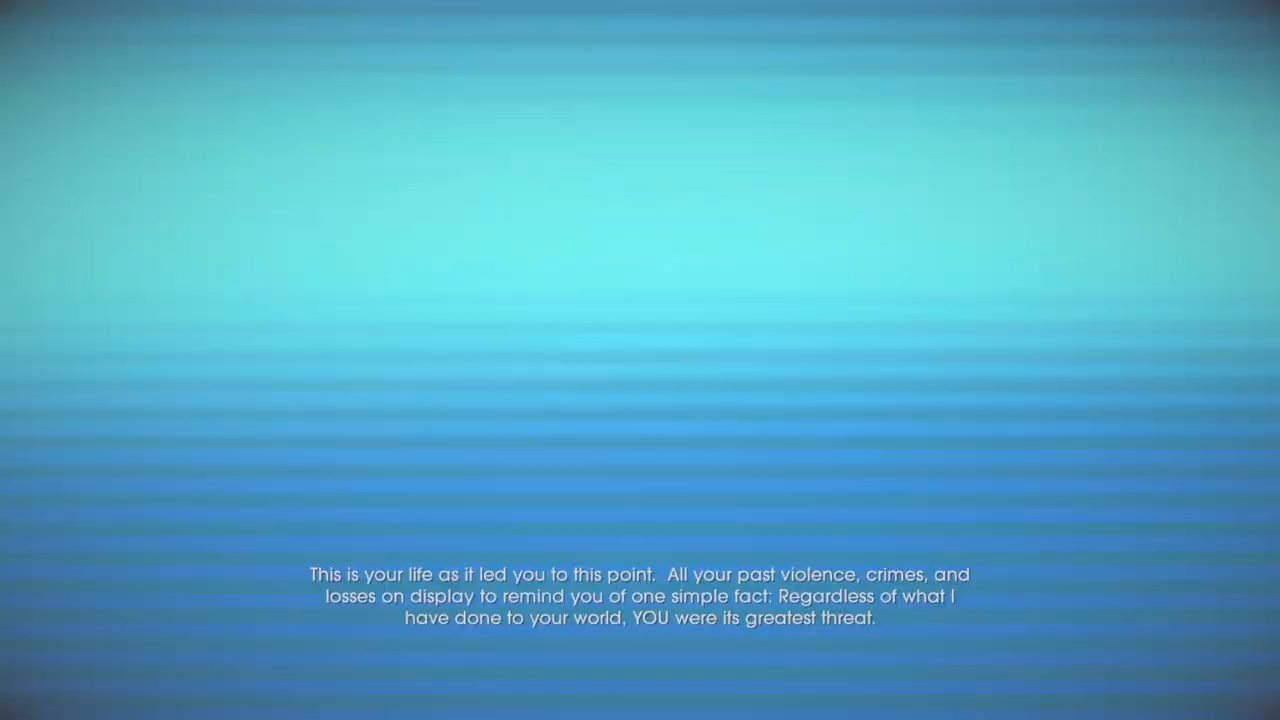 This is your life as it led you to this point.  All your past violence, crimes, and
losses on display to remind you of one simple fact: Regardless of what I
have done to your world, YOU were its greatest threat.